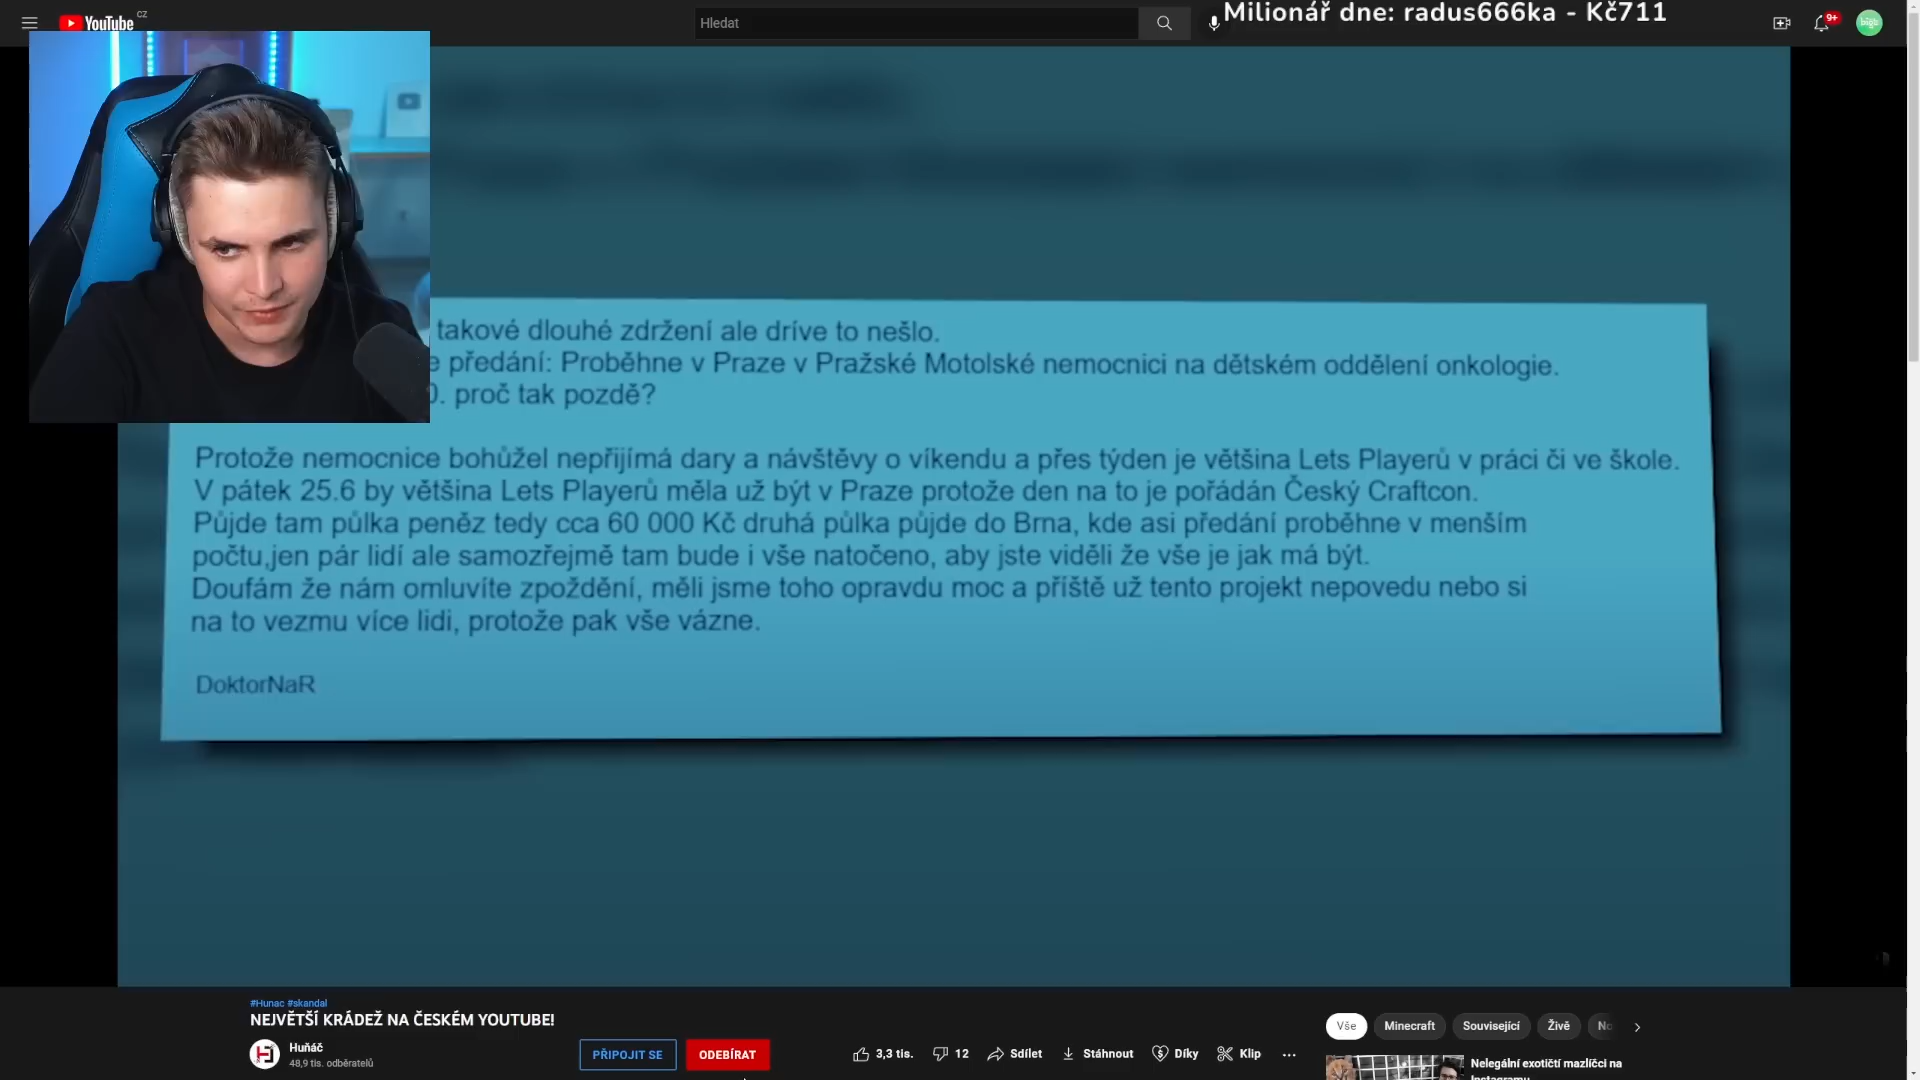 YouTube CZ
Hledat
Milionář dne: radus666ka - Kč711
9+
takové dlouhé zdržení ale dríve to nešlo.
předání: Proběhne v Praze v Pražské Motolské nemocnici na dětském oddělení onkologie.
proč tak pozdě?
Protože nemocnice bohůžel nepřijímá dary a návštěvy o víkendu a přes týden je většina Lets Playerů v práci či ve škole.
V pátek 25.6 by většina Lets Playerů měla už být v Praze protože den na to je pořádán Český Craftcon.
Půjde tam půlka peněz tedy cca 60 000 Kč druhá půlka půjde do Brna, kde asi předání proběhne v menším
počtu,jen pár lidí ale samozřejmě tam bude i vše natočeno, aby jste viděli že vše je jak má být.
Doufám že nám omluvíte zpoždění, měli jsme toho opravdu moc a příště už tento projekt nepovedu nebo si
na to vezmu více lidi, protože pak vše vázne.
DoktorNaR
#Hunac #skandal
NEJVĚTŠÍ KRÁDEŽ NA ČESKÉM YOUTUBE!
Huňáč
48,9 tis. odběratelů
PŘIPOJIT SE
ODEBÍRAT
3,3 tis.
12
Sdílet
Stáhnout
Díky
Klip
Vše
Minecraft
Související
Živě
Nelegální exotičtí mazlíčci na
Instagramu